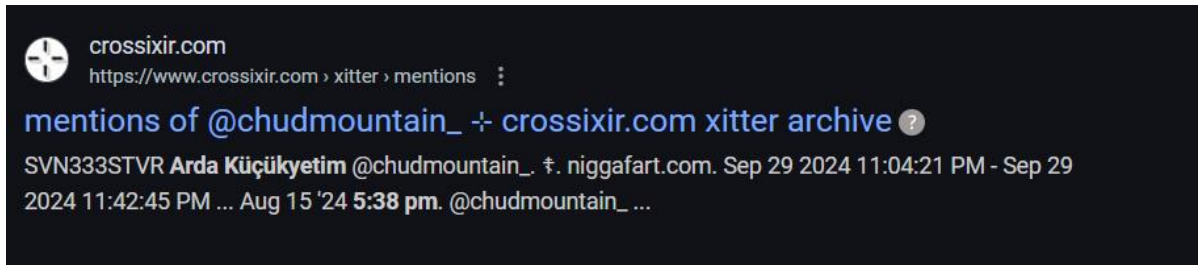 crossixir.com
https://www.crossixir.com › xitter › mentions
mentions of @chudmountain_ ⊹ crossixir.com xitter archive
SVN333STVR Arda Küçükyetim @chudmountain_. ☨. niggafart.com. Sep 29 2024 11:04:21 PM - Sep 29
2024 11:42:45 PM ... Aug 15 '24 5:38 pm. @chudmountain_ ...